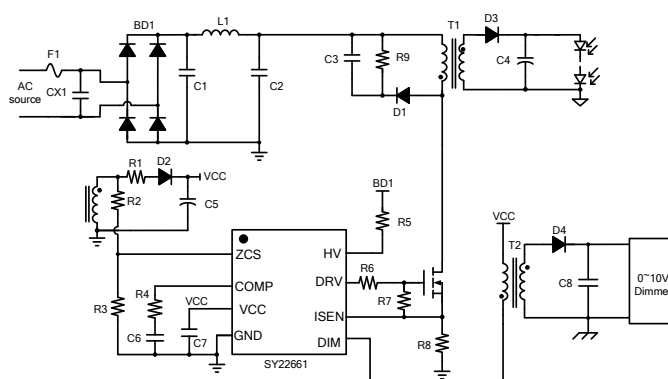 BD1
L1
T1
D3
F1
AC
source
CX1
C1
C2
C3
R9
D1
C4
R1
D2
VCC
R2
C5
BD1
R5
VCC
T2
D4
ZCS
HV
COMP
DRV
R6
VCC
ISEN
R7
GND
DIM
R3
R4
VCC
C6
C7
R8
C8
0~10V
Dimme
SY22661